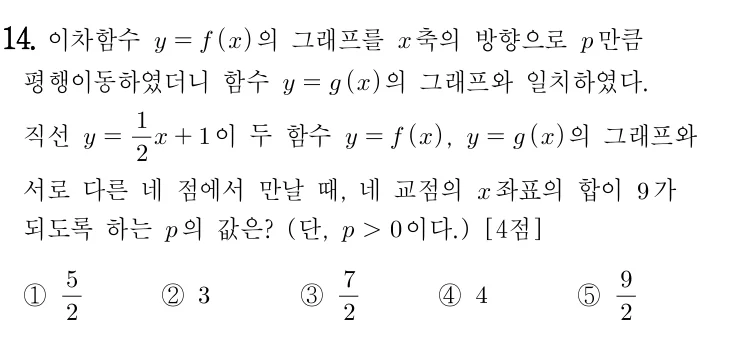 14. 이차함수 y=f(x)의 그래프를 x축의 방향으로 p만큼
평행이동하였더니 함수 y=g(x)의 그래프와 일치하였다.
직선 y=\frac{1}{2}x+1이 두 함수 y=f(x), y=g(x)의 그래프와
서로 다른 네 점에서 만날 때, 네 교점의 x좌표의 합이 9가
되도록 하는 p의 값은? (단, p>0이다.) [4점]
① \frac{5}{2} ② 3 ③ \frac{7}{2} ④ 4 ⑤ \frac{9}{2}